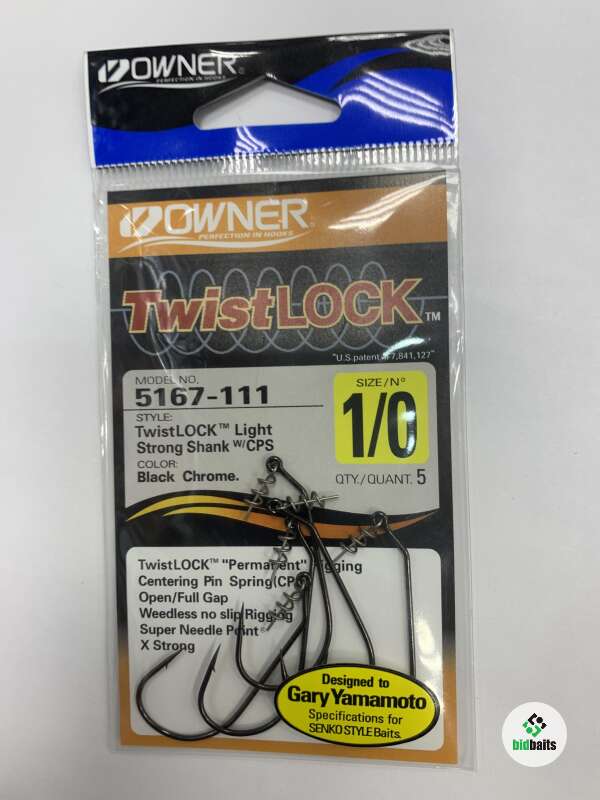 OWNER
PERFECTION IN HOOKS
OWNER
PERFECTION IN HOOKS
TwistLOCK™
"U.S.patent #7,841,127"
MODEL NO.
5167-111
STYLE:
TwistLOCK™ Light
Strong Shank W/CPS
COLOR:
Black Chrome.
SIZE/N°
1/0
QTY./QUANT. 5
TwistLOCK™ "Permanent" Rigging
Centering Pin Spring(CPS)
Open/Full Gap
Weedless no slip Rigging
Super Needle Point®
X Strong
Designed to
Gary Yamamoto
Specifications for
SENKO STYLE Baits.
bidbaits